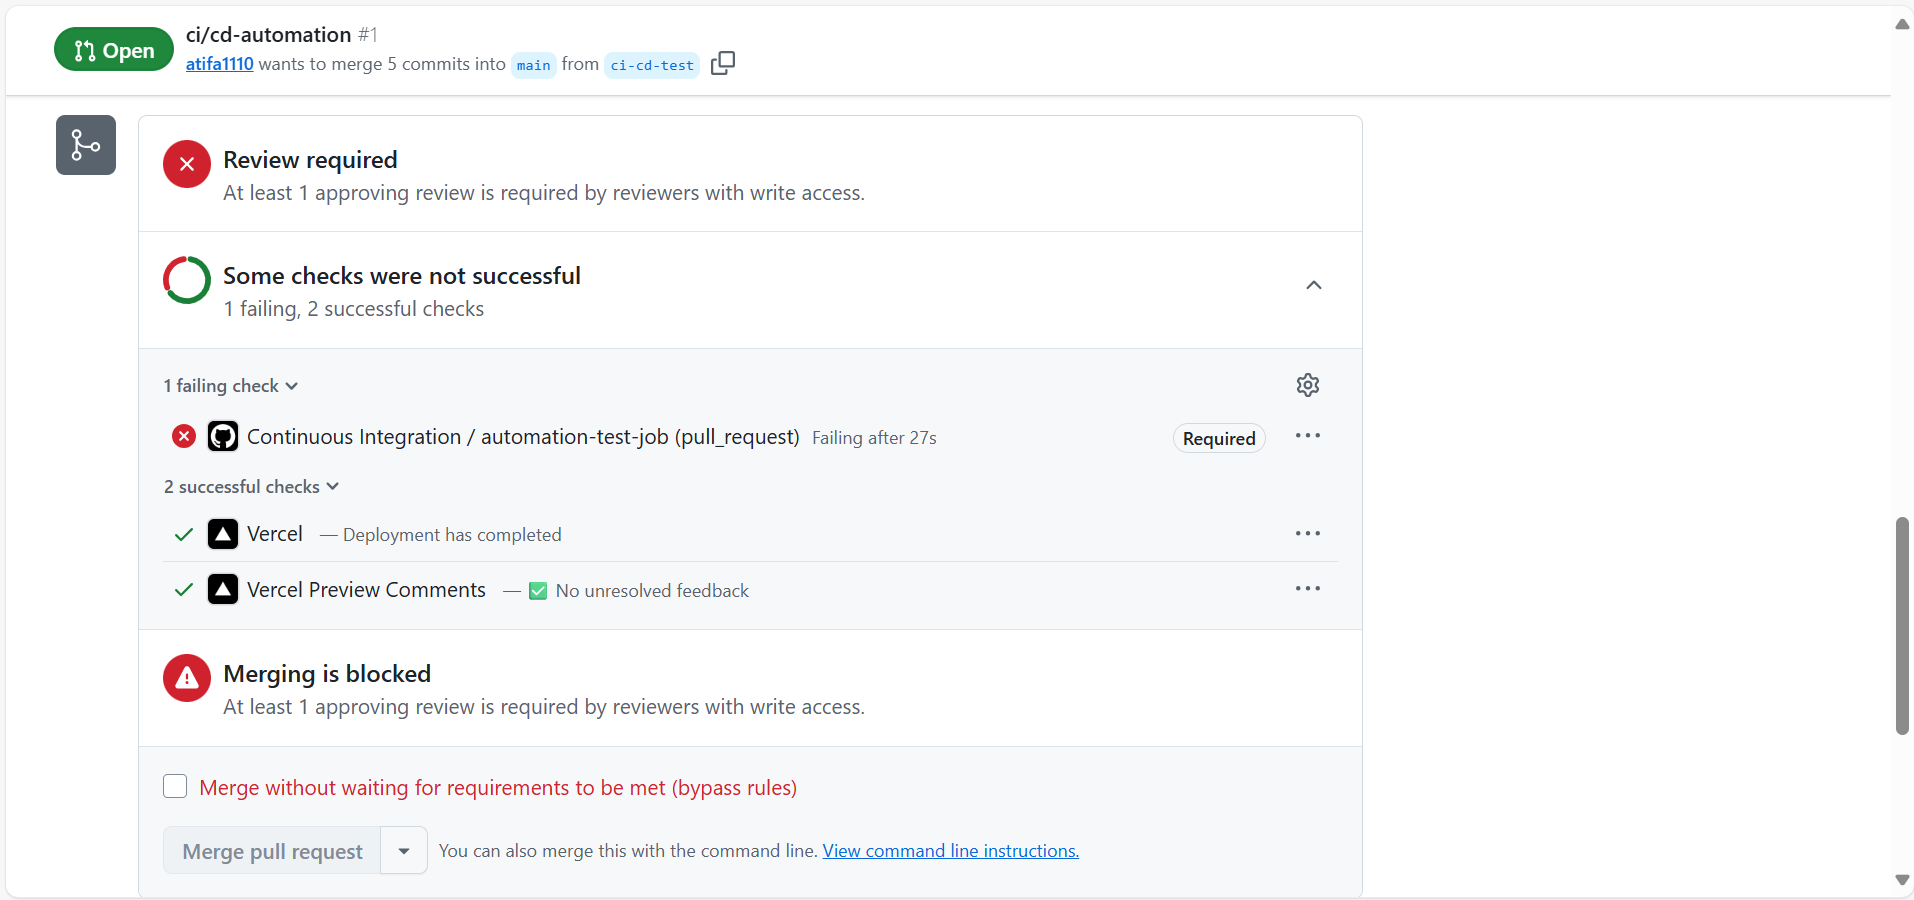 Open
ci/cd-automation #1
atifa1110 wants to merge 5 commits into main from ci-cd-test
Review required
At least 1 approving review is required by reviewers with write access.
Some checks were not successful
1 failing, 2 successful checks
1 failing check
Continuous Integration / automation-test-job (pull_request) Failing after 27s Required
2 successful checks
Vercel — Deployment has completed
Vercel Preview Comments — ✅ No unresolved feedback
Merging is blocked
At least 1 approving review is required by reviewers with write access.
Merge without waiting for requirements to be met (bypass rules)
Merge pull request You can also merge this with the command line. View command line instructions.